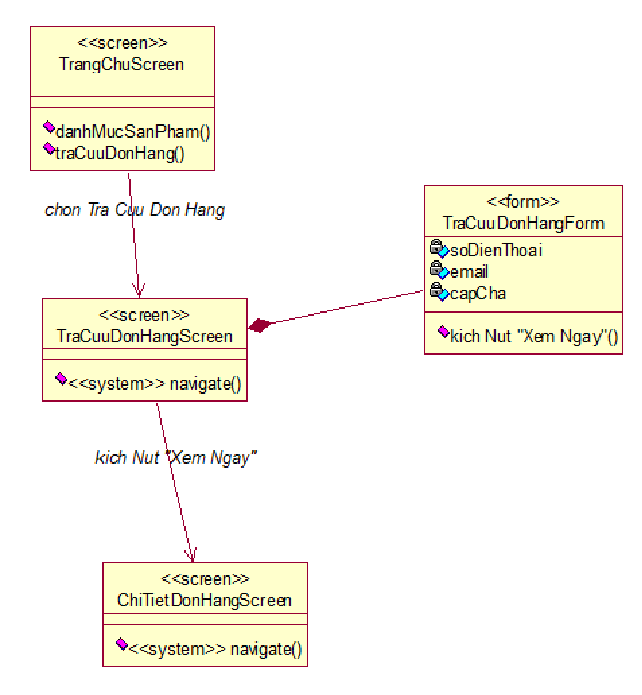 <<screen>>
TrangChuScreen
danhMucSanPham()
traCuuDonHang()
chon Tra Cuu Don Hang
<<form>>
TraCuuDonHangForm
soDienThoai
email
capCha
kich Nut "Xem Ngay"()
<<screen>>
TraCuuDonHangScreen
<<system>> navigate()
kich Nut "Xem Ngay"
<<screen>>
ChiTietDonHangScreen
<<system>> navigate()